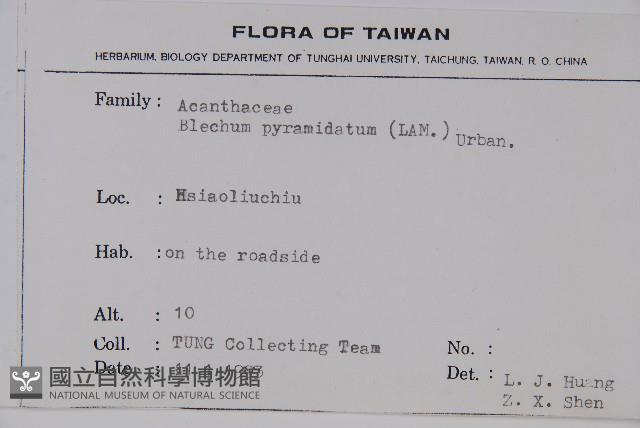 FLORA OF TAIWAN
HERBARIUM, BIOLOGY DEPARTMENT OF TUNGHAI UNIVERSITY, TAICHUNG, TAIWAN, R. O. CHINA
Family : Acanthaceae
Blechum pyramidatum (LAM.) Urban.
Loc. : Hsiaoliuchiu
Hab. : on the roadside
Alt. : 10
Coll. : TUNG Collecting Team No. :
Date Det. : L. J. Huang
Z. X. Shen
國立自然科學博物館
NATIONAL MUSEUM OF NATURAL SCIENCE